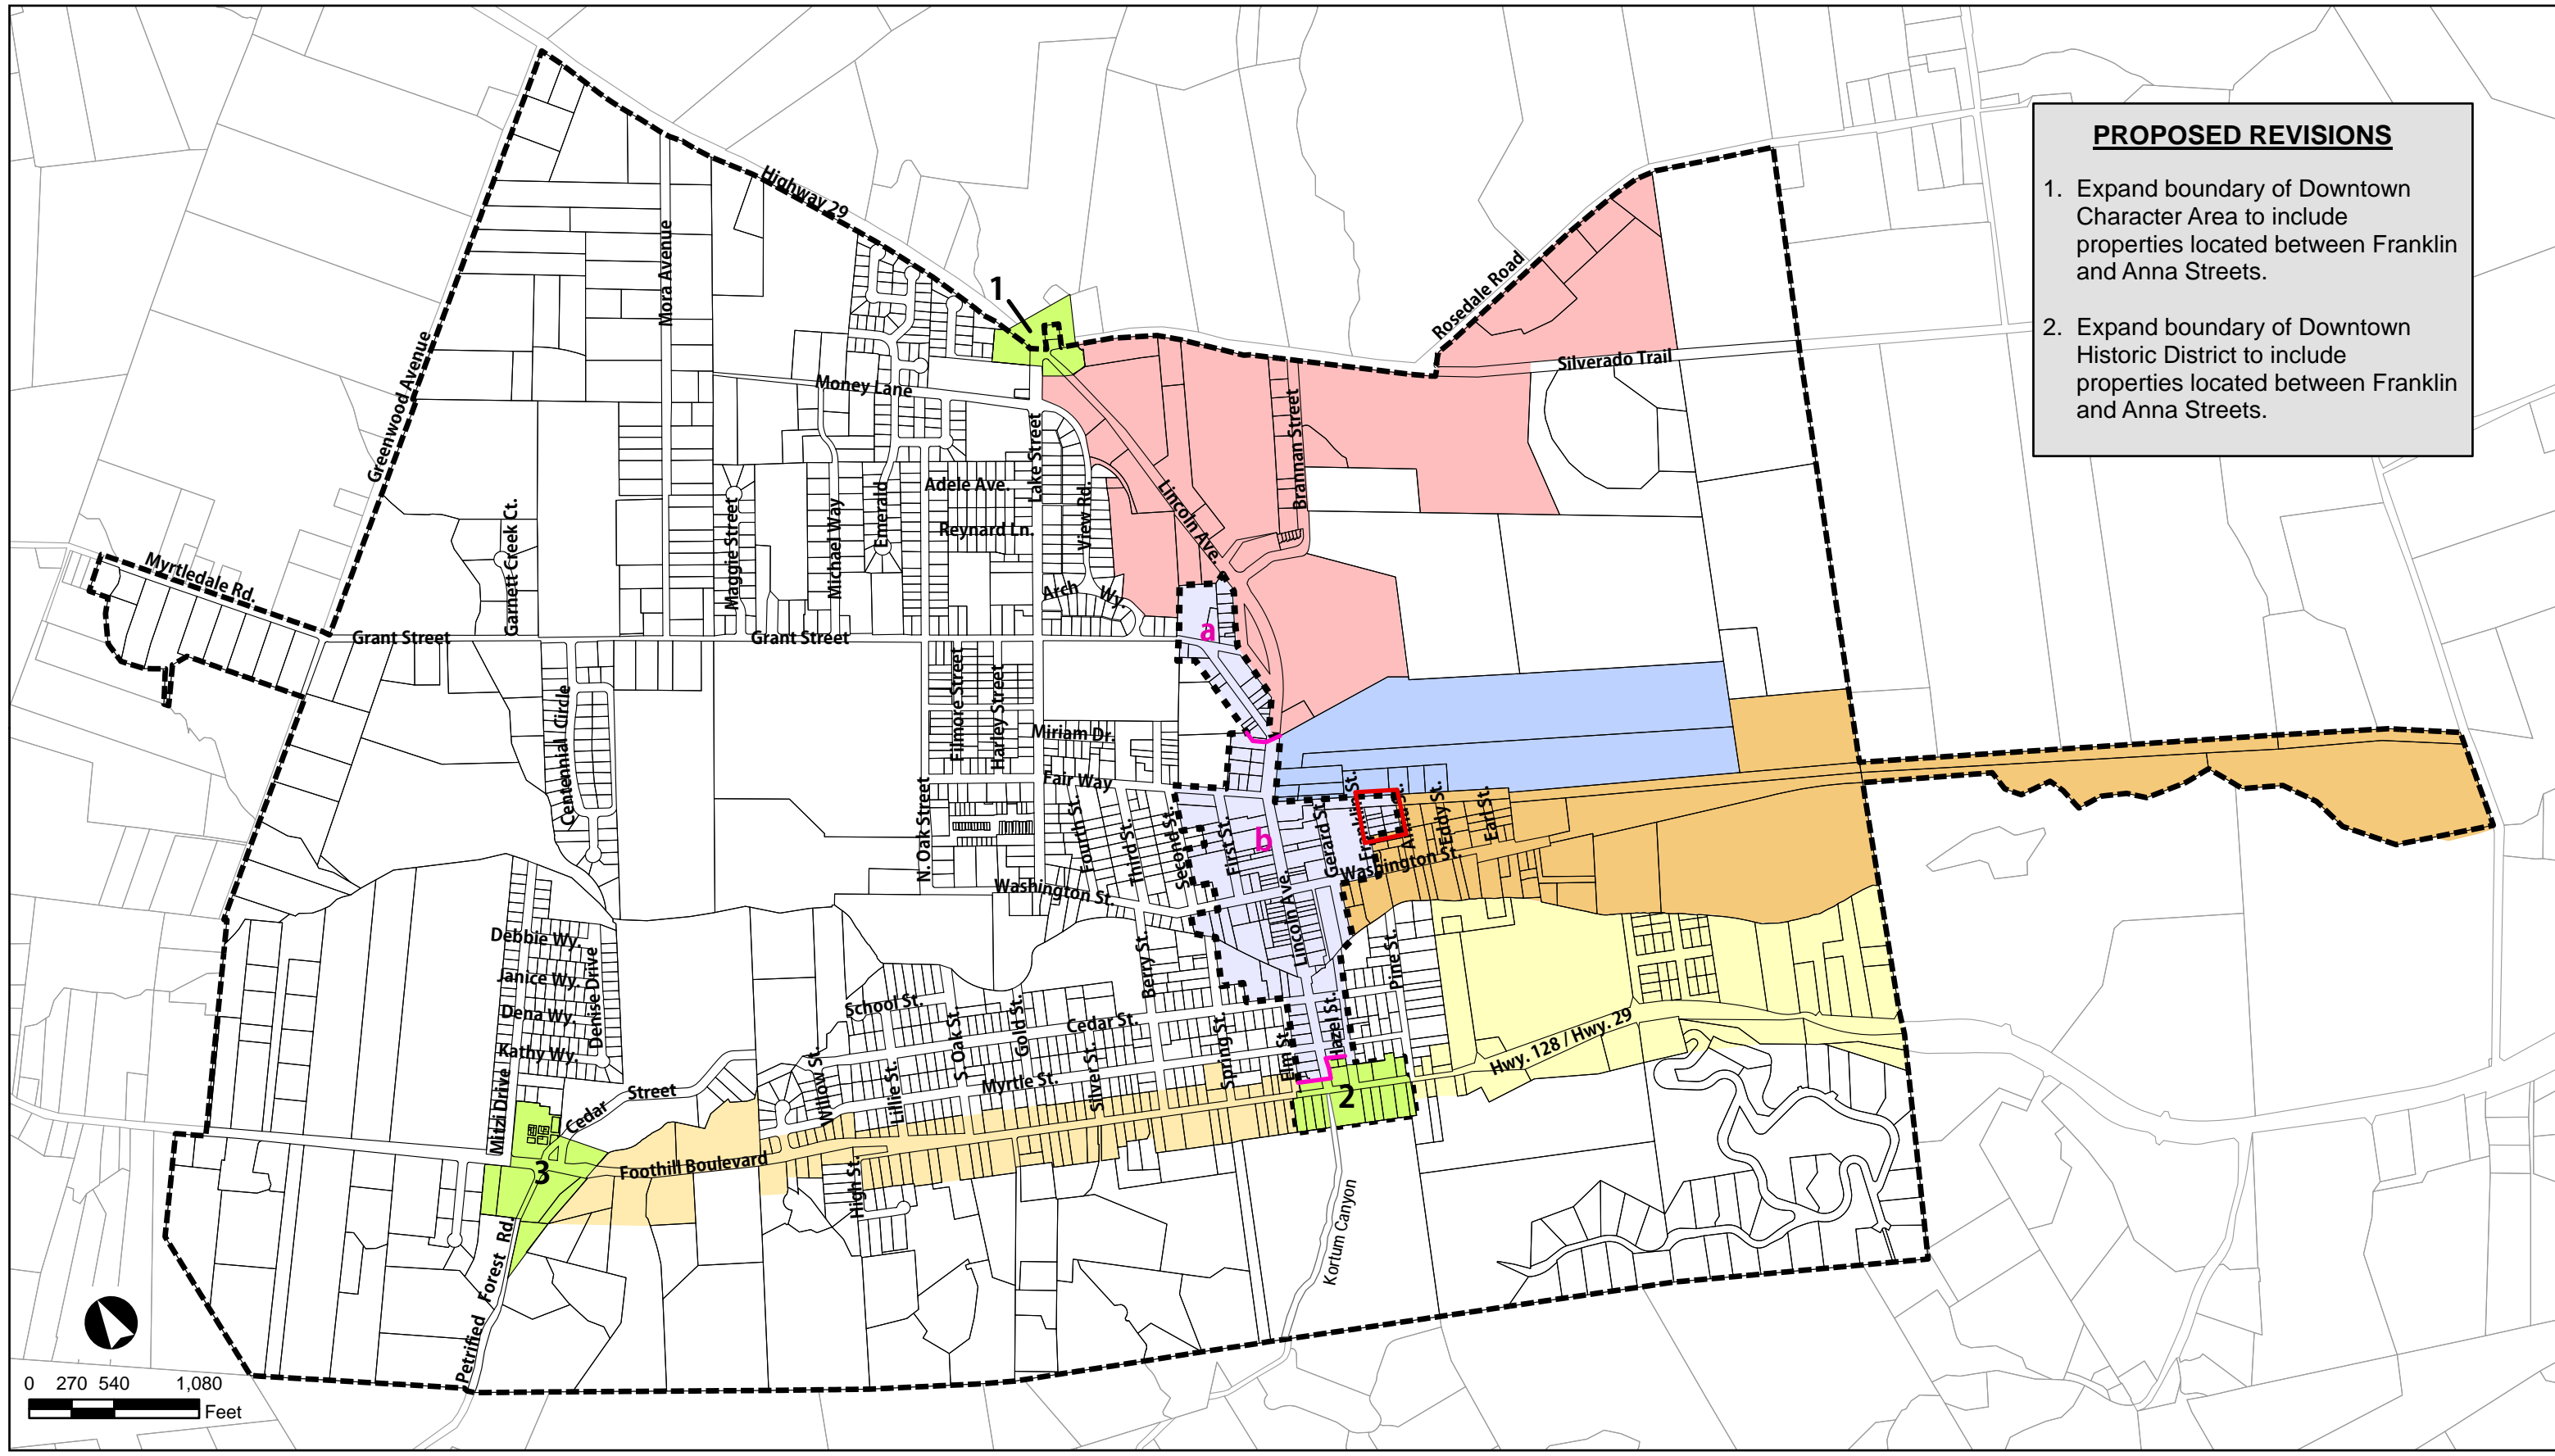 PROPOSED REVISIONS
1. Expand boundary of Downtown
Character Area to include
properties located between Franklin
and Anna Streets.
2. Expand boundary of Downtown
Historic District to include
properties located between Franklin
and Anna Streets.
Highway 29
Mora Avenue
1
Rosedale Road
Silverado Trail
Greenwood Avenue
Money Lane
Lake Street
Brannan Street
Adele Ave.
Lincoln Ave.
Garnett Creek Ct.
Maggie Street
Michael Way
Emerald
Reynard Ln.
View Rd.
Myrtledale Rd.
Arch Wy.
Grant Street
Grant Street
a
Filmore Street
Harley Street
Centennial Circle
Miriam Dr.
Fair Way
N. Oak Street
Fourth St.
Third St.
Second St.
First St.
b
Gerard St.
Franklin St.
Anna St.
Eddy St.
Earl St.
Washington St.
Washington St.
Lincoln Ave.
Debbie Wy.
Janice Wy.
Dena Wy.
Kathy Wy.
Denise Drive
Mitzi Drive
Berry St.
Pine St.
School St.
S. Oak St.
Gold St.
Cedar St.
Hazel St.
Hwy. 128 / Hwy. 29
Willow St.
Lillie St.
Myrtle St.
Silver St.
Spring St.
Elm St.
2
Cedar Street
3
Foothill Boulevard
High St.
Petrified Forest Rd.
Kortum Canyon
0 270 540 1,080
Feet